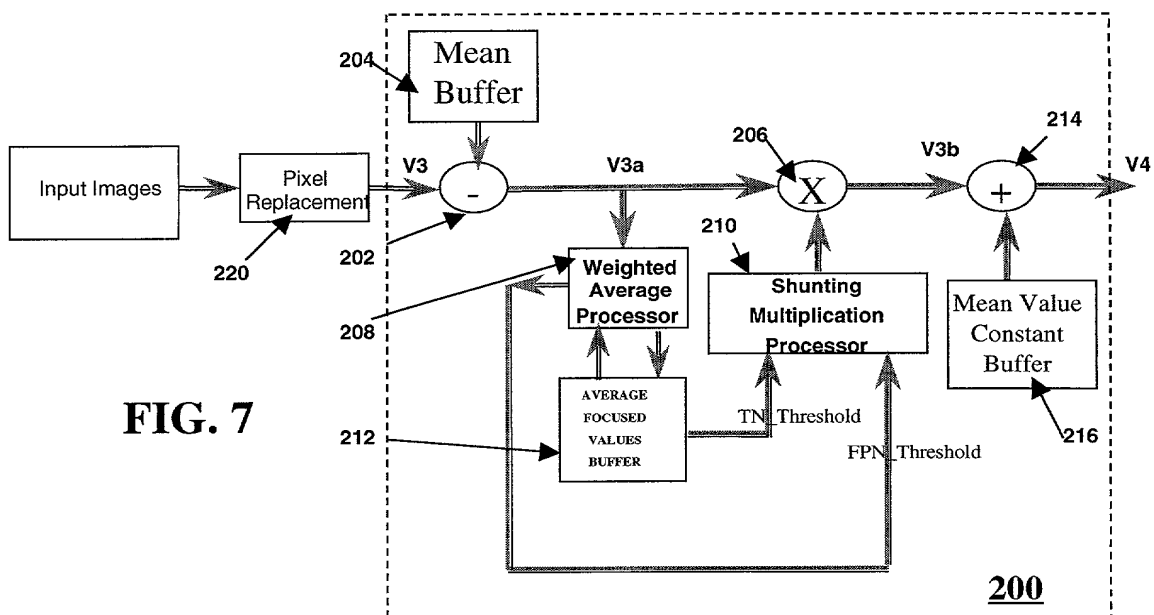 204
Mean
Buffer
206
214
V3
V3a
V3b
V4
Input Images
Pixel
Replacement
-
X
+
220
202
210
208
Weighted
Average
Processor
Shunting
Multiplication
Processor
Mean Value
Constant
Buffer
FIG. 7
212
AVERAGE
FOCUSED
VALUES
BUFFER
TN_Threshold
FPN_Threshold
216
200